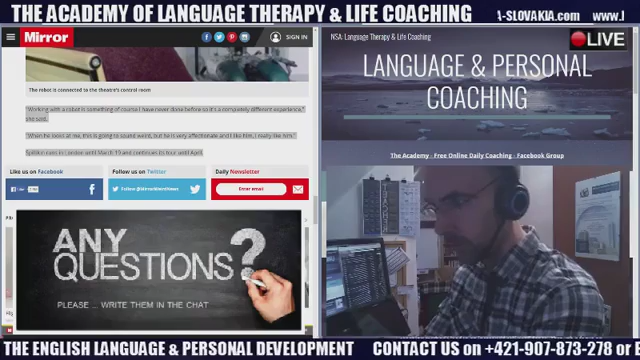 THE ACADEMY OF LANGUAGE THERAPY & LIFE COACHING
A-SLOVAKIA.com
Mirror
SIGN IN
The robot is connected to the theatre's control room
"Working with a robot is something of course I have never done before so it's a completely different experience,"
she said.
"When he looks at me, this is going to sound weird, but he is very affectionate and I like him, I really like him."
Spillikin runs in London until March 19 and continues its tour until April.
Like us on Facebook
Follow us on Twitter
Daily Newsletter
Like
Enter email
ANY
QUESTIONS?
PLEASE ... WRITE THEM IN THE CHAT
NSA: Language Therapy & Life Coaching
LIVE
LANGUAGE & PERSONAL
COACHING
The Academy - Free Online Daily Coaching - Facebook Group
TEACHER
THE ENGLISH LANGUAGE & PERSONAL DEVELOPMENT
CONTACT US on +421-907-873-278 or